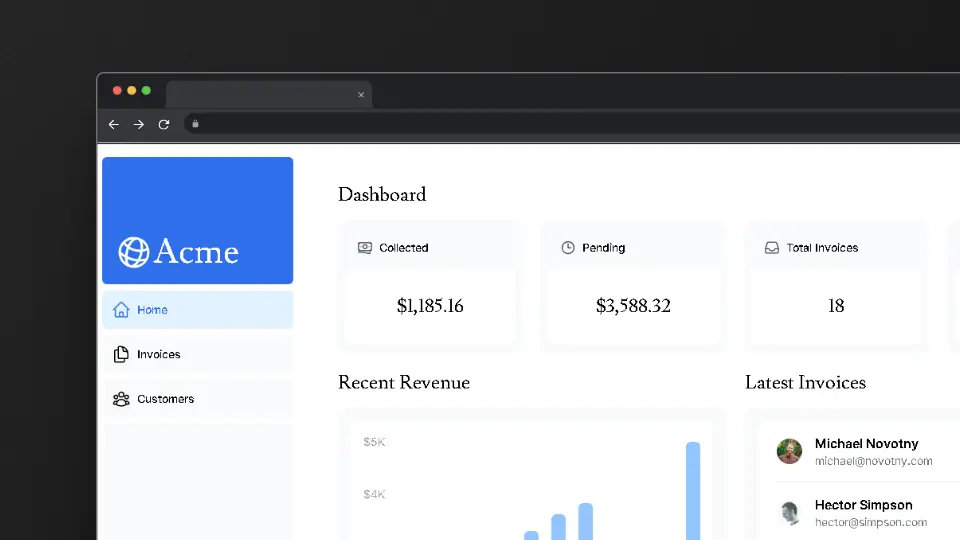 Acme
Home
Invoices
Customers
Dashboard
Collected
$1,185.16
Pending
$3,588.32
Total Invoices
18
Recent Revenue
$5K
$4K
Latest Invoices
Michael Novotny
michael@novotny.com
Hector Simpson
hector@simpson.com